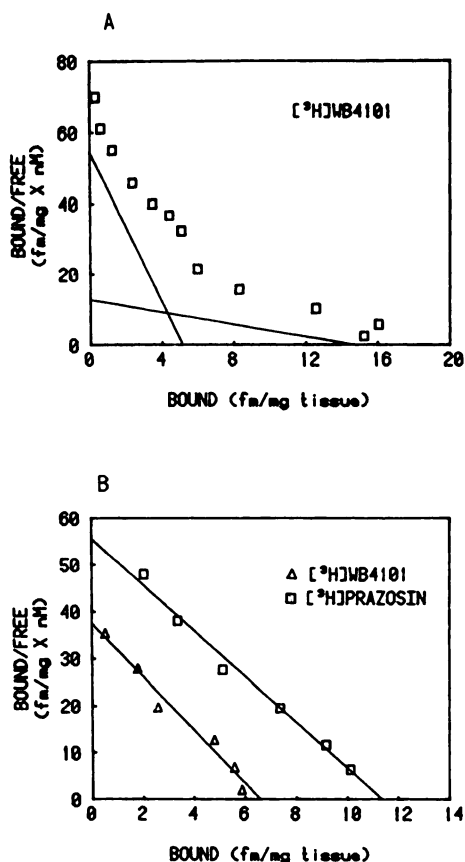 A
80
[³H]WB4101
60
40
20
0
BOUND/FREE
(fm/mg X nM)
0 4 8 12 16 20
BOUND (fm/mg tissue)
B
60
50
△ [³H]WB4101
□ [³H]PRAZOSIN
40
30
20
10
0
BOUND/FREE
(fm/mg X nM)
0 2 4 6 8 10 12 14
BOUND (fm/mg tissue)